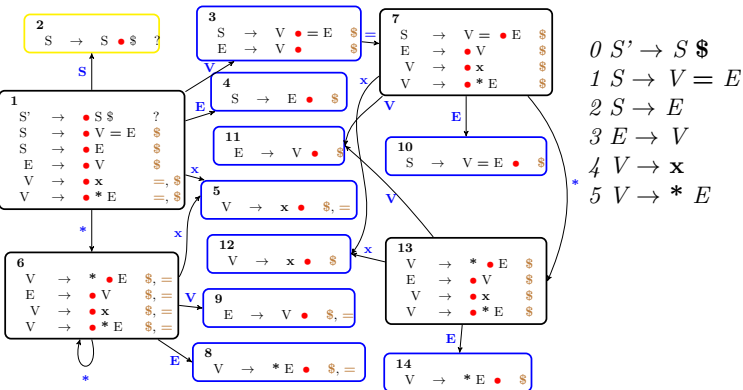 2
S → S • $ ?
3
S → V • = E $
E → V • $
=
7
S → V = • E $
E → • V $
V → • x $
V → • * E $
S
V
x
4
S → E • $
E
V
1
S' → • S $ ?
S → • V = E $
S → • E $
E → • V $
V → • x =, $
V → • * E =, $
11
E → V • $
E
10
S → V = E • $
x
5
V → x • $, =
*
V
*
x
12
V → x • $
x
13
V → * • E $
E → • V $
V → • x $
V → • * E $
6
V → * • E $, =
E → • V $, =
V → • x $, =
V → • * E $, =
V
9
E → V • $, =
E
8
V → * E • $, =
*
E
14
V → * E • $
0 S' → S $
1 S → V = E
2 S → E
3 E → V
4 V → x
5 V → * E